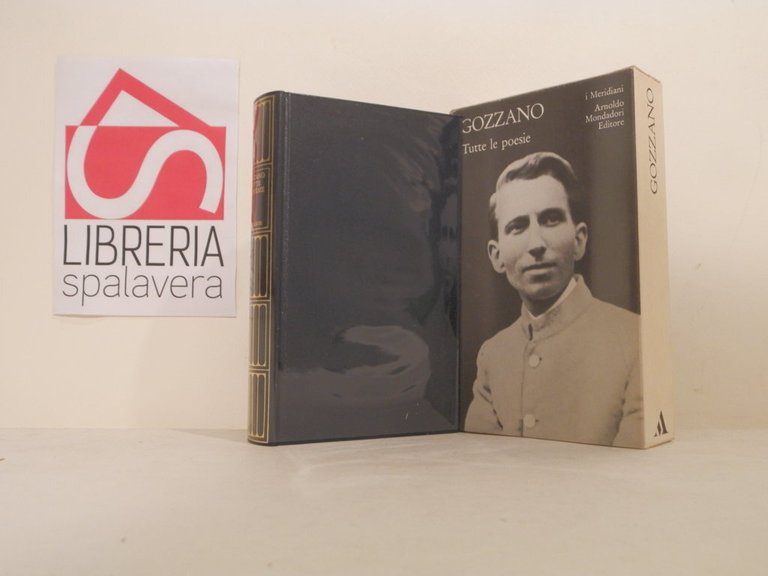 LIBRERIA
spalavera
GOZZANO
Tutte le poesie
i Meridiani
Arnoldo
Mondadori
Editore
GOZZANO